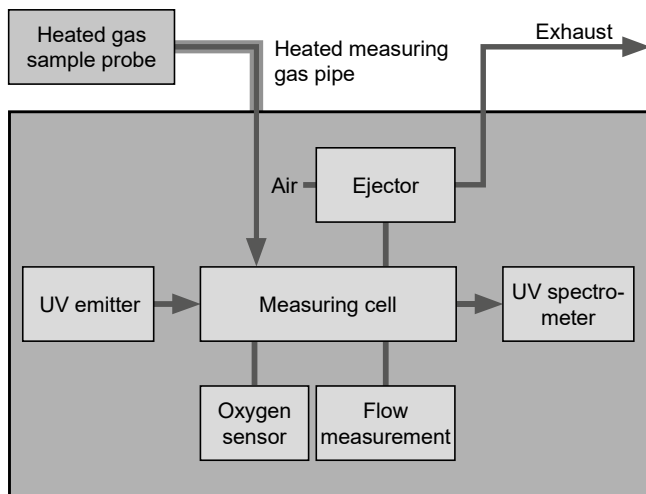 Heated gas
sample probe
Heated measuring
gas pipe
Exhaust
Air
Ejector
UV emitter
Measuring cell
UV spectro-
meter
Oxygen
sensor
Flow
measurement